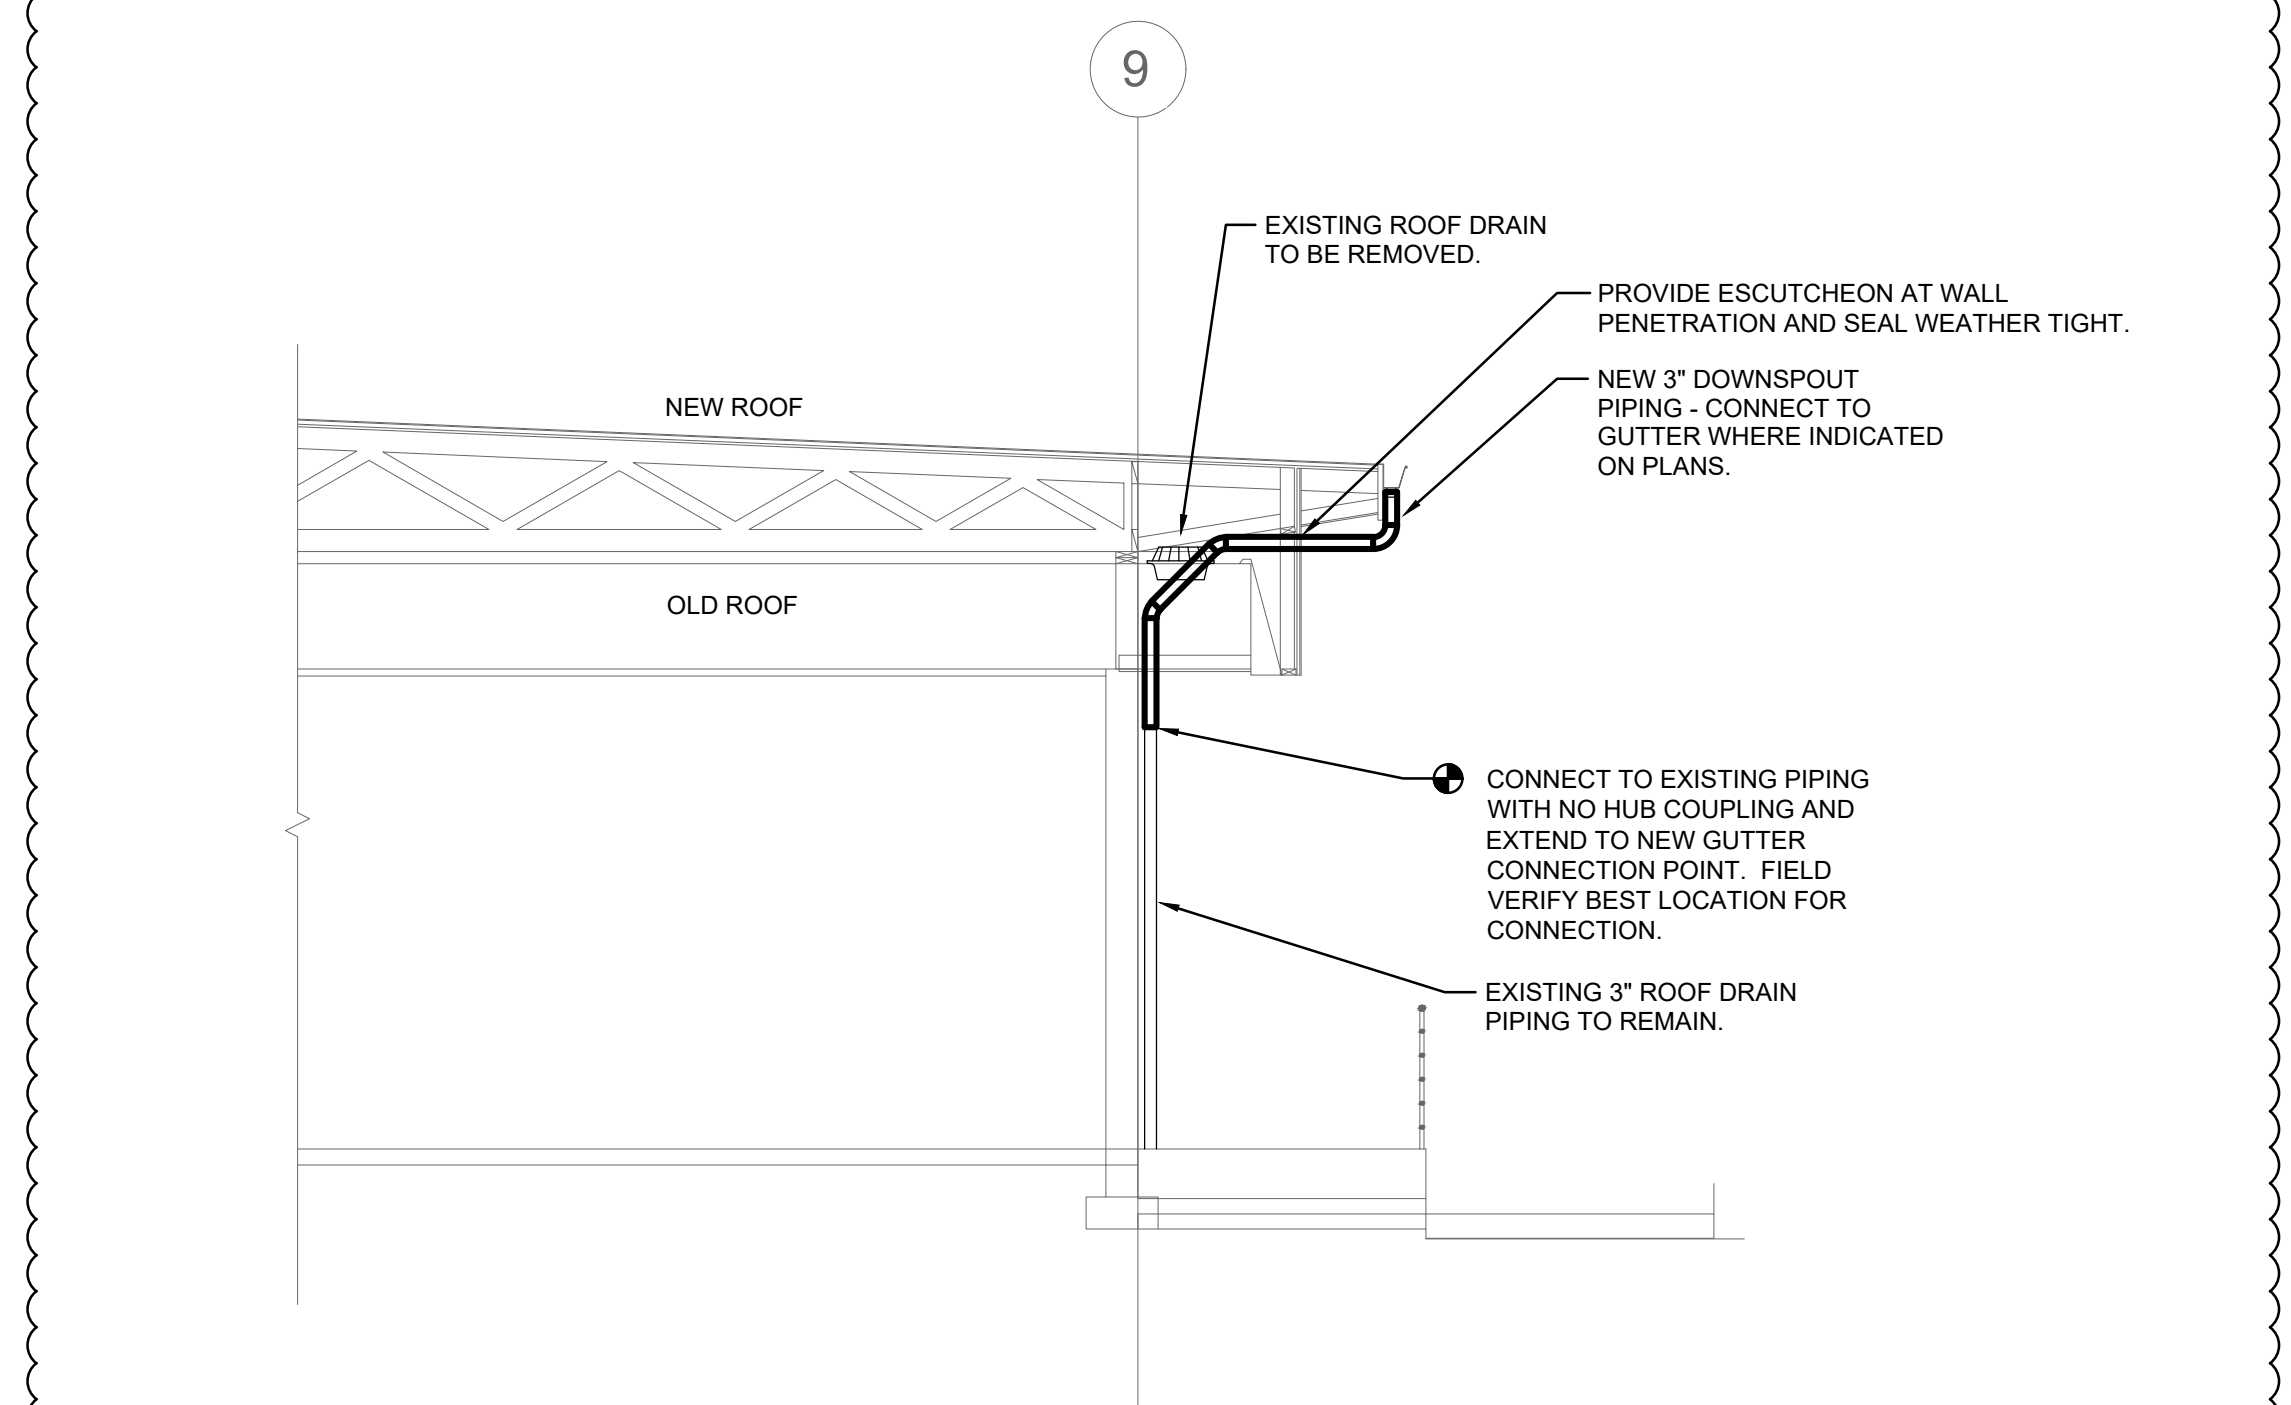 9
EXISTING ROOF DRAIN
TO BE REMOVED.
PROVIDE ESCUTCHEON AT WALL
PENETRATION AND SEAL WEATHER TIGHT.
NEW 3" DOWNSPOUT
PIPING - CONNECT TO
GUTTER WHERE INDICATED
ON PLANS.
NEW ROOF
OLD ROOF
CONNECT TO EXISTING PIPING
WITH NO HUB COUPLING AND
EXTEND TO NEW GUTTER
CONNECTION POINT. FIELD
VERIFY BEST LOCATION FOR
CONNECTION.
EXISTING 3" ROOF DRAIN
PIPING TO REMAIN.